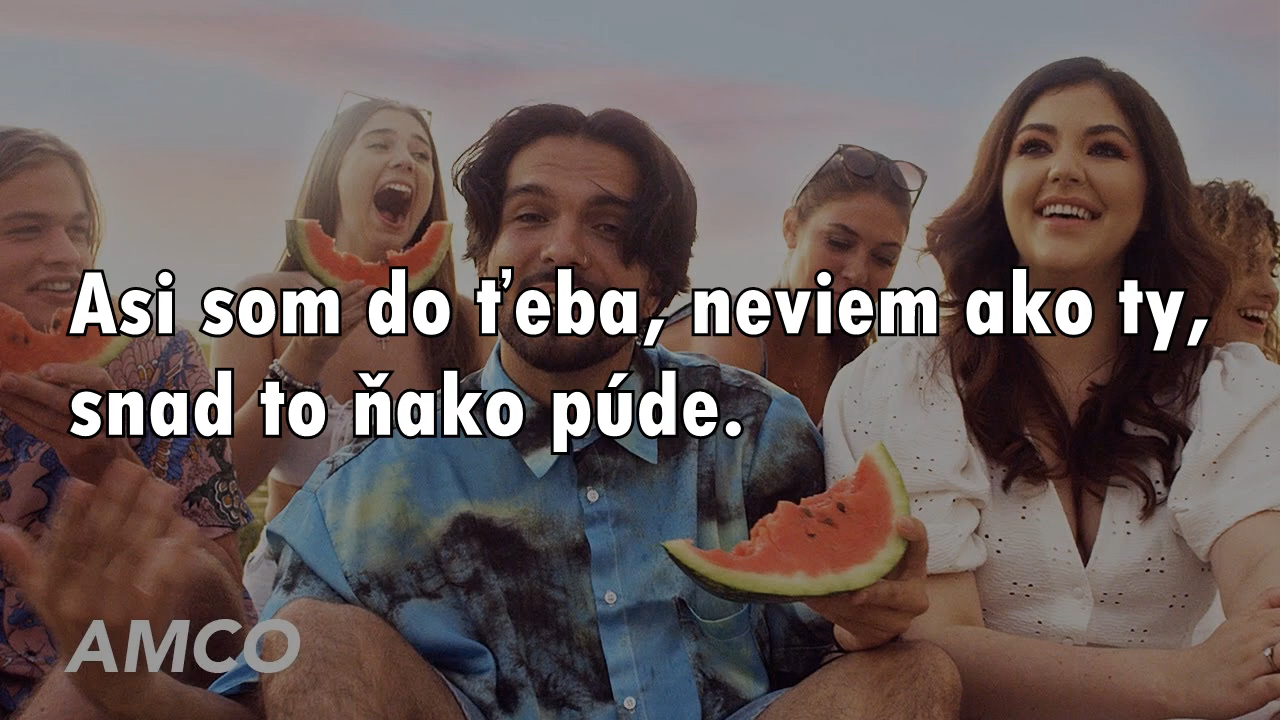 Asi som do ťeba, neviem ako ty,
snad to ňako púde.
AMCO